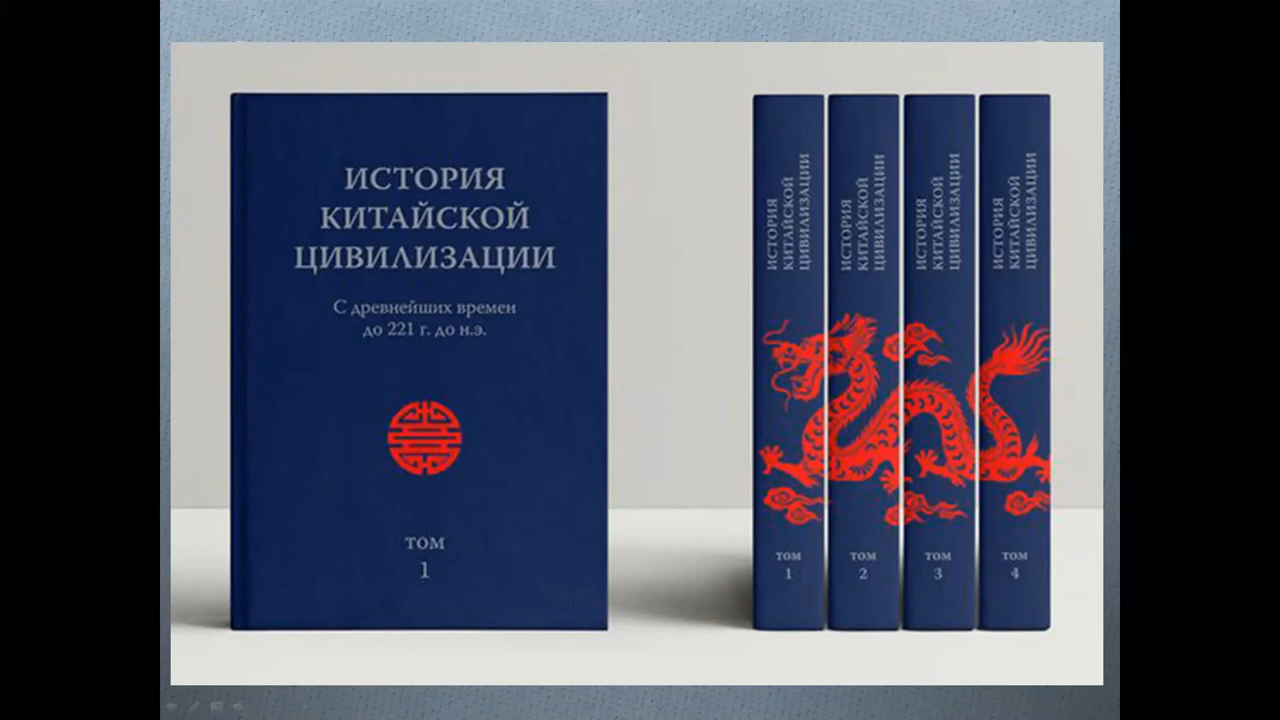 ИСТОРИЯ
КИТАЙСКОЙ
ЦИВИЛИЗАЦИИ
С древнейших времен
до 221 г. до н.э.
ТОМ
1
ИСТОРИЯ
КИТАЙСКОЙ
ЦИВИЛИЗАЦИИ
ТОМ
1
ИСТОРИЯ
КИТАЙСКОЙ
ЦИВИЛИЗАЦИИ
ТОМ
2
ИСТОРИЯ
КИТАЙСКОЙ
ЦИВИЛИЗАЦИИ
ТОМ
3
ИСТОРИЯ
КИТАЙСКОЙ
ЦИВИЛИЗАЦИИ
ТОМ
4